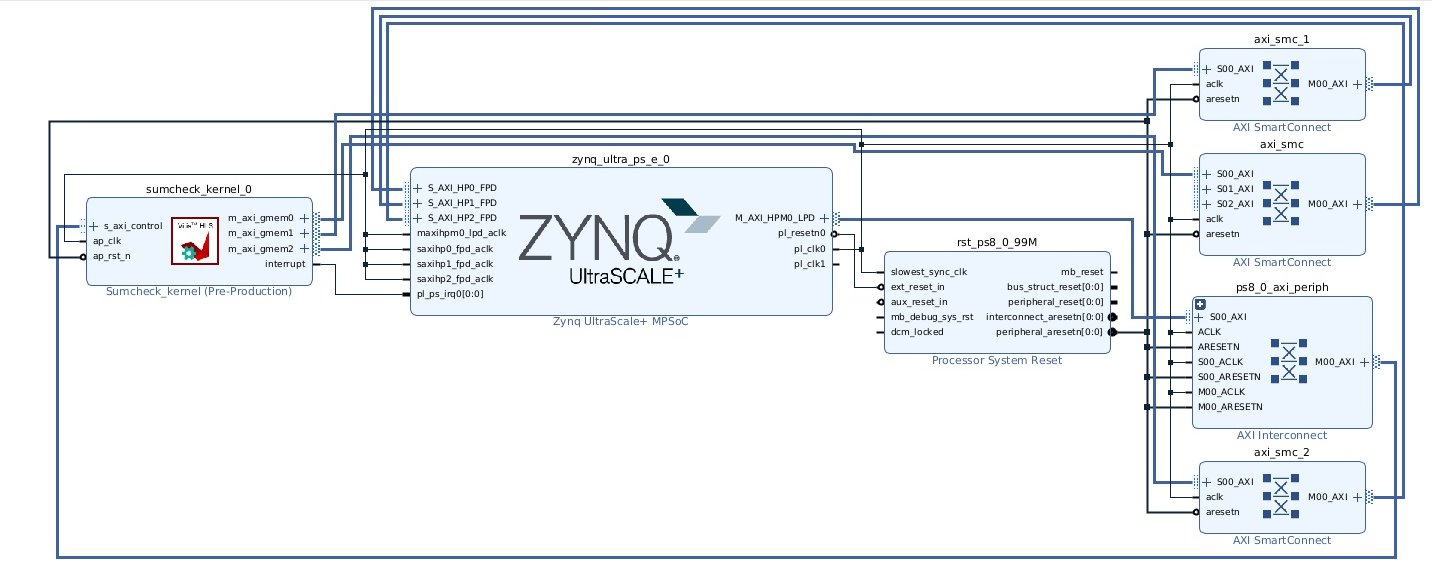 sumcheck_kernel_0
s_axi_control
ap_clk
ap_rst_n
Vitis™ HLS
m_axi_gmem0
m_axi_gmem1
m_axi_gmem2
interrupt
Sumcheck_kernel (Pre-Production)
zynq_ultra_ps_e_0
S_AXI_HP0_FPD
S_AXI_HP1_FPD
S_AXI_HP2_FPD
maxihpm0_lpd_aclk
saxihp0_fpd_aclk
saxihp1_fpd_aclk
saxihp2_fpd_aclk
pl_ps_irq0[0:0]
ZYNQ®
UltraSCALE+
M_AXI_HPM0_LPD
pl_resetn0
pl_clk0
pl_clk1
Zynq UltraScale+ MPSoC
rst_ps8_0_99M
slowest_sync_clk
ext_reset_in
aux_reset_in
mb_debug_sys_rst
dcm_locked
mb_reset
bus_struct_reset[0:0]
peripheral_reset[0:0]
interconnect_aresetn[0:0]
peripheral_aresetn[0:0]
Processor System Reset
axi_smc_1
S00_AXI
aclk
aresetn
M00_AXI
AXI SmartConnect
axi_smc
S00_AXI
S01_AXI
S02_AXI
aclk
aresetn
M00_AXI
AXI SmartConnect
ps8_0_axi_periph
S00_AXI
ACLK
ARESETN
S00_ACLK
S00_ARESETN
M00_ACLK
M00_ARESETN
M00_AXI
AXI Interconnect
axi_smc_2
S00_AXI
aclk
aresetn
M00_AXI
AXI SmartConnect